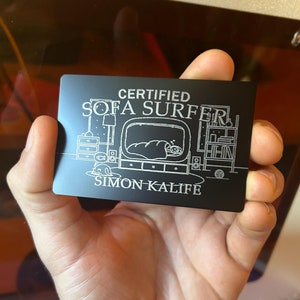 CERTIFIED
SOFA SURFER
SIMON KALIFE